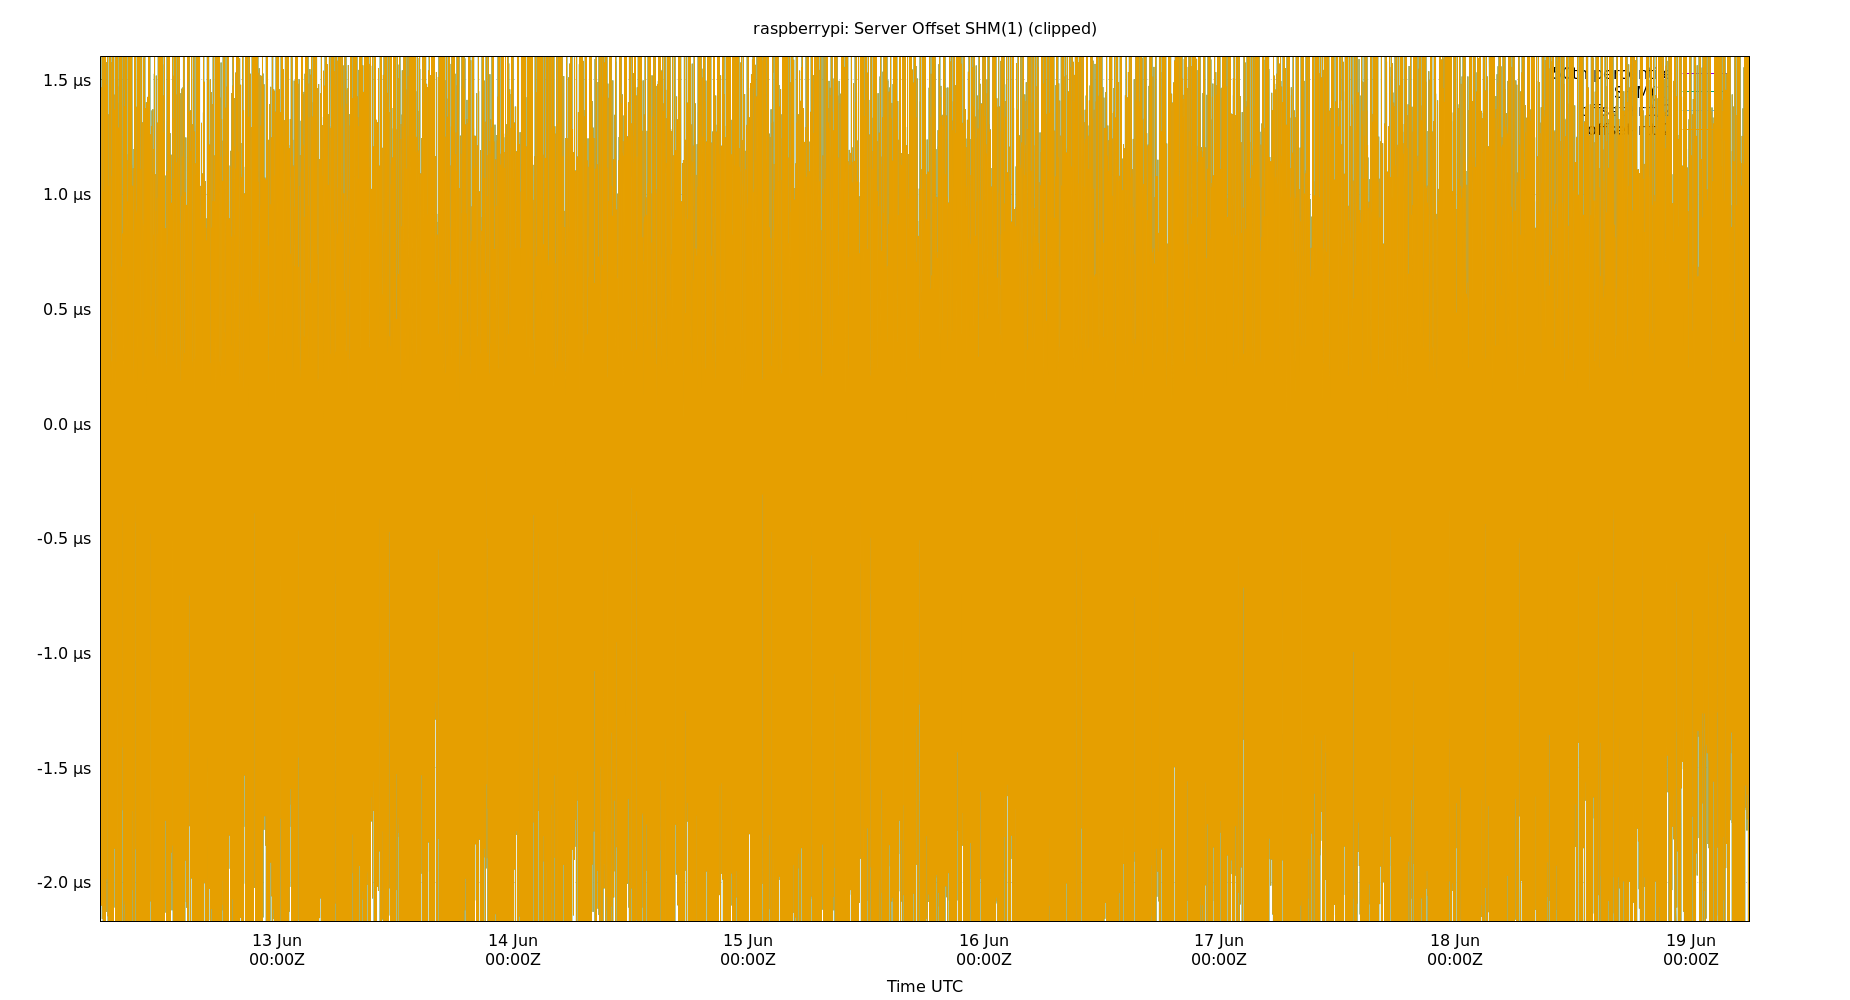 raspberrypi: Server Offset SHM(1) (clipped)
1.5 µs
1.0 µs
0.5 µs
0.0 µs
-0.5 µs
-1.0 µs
-1.5 µs
-2.0 µs
13 Jun
00:00Z
14 Jun
00:00Z
15 Jun
00:00Z
16 Jun
00:00Z
17 Jun
00:00Z
18 Jun
00:00Z
19 Jun
00:00Z
Time UTC